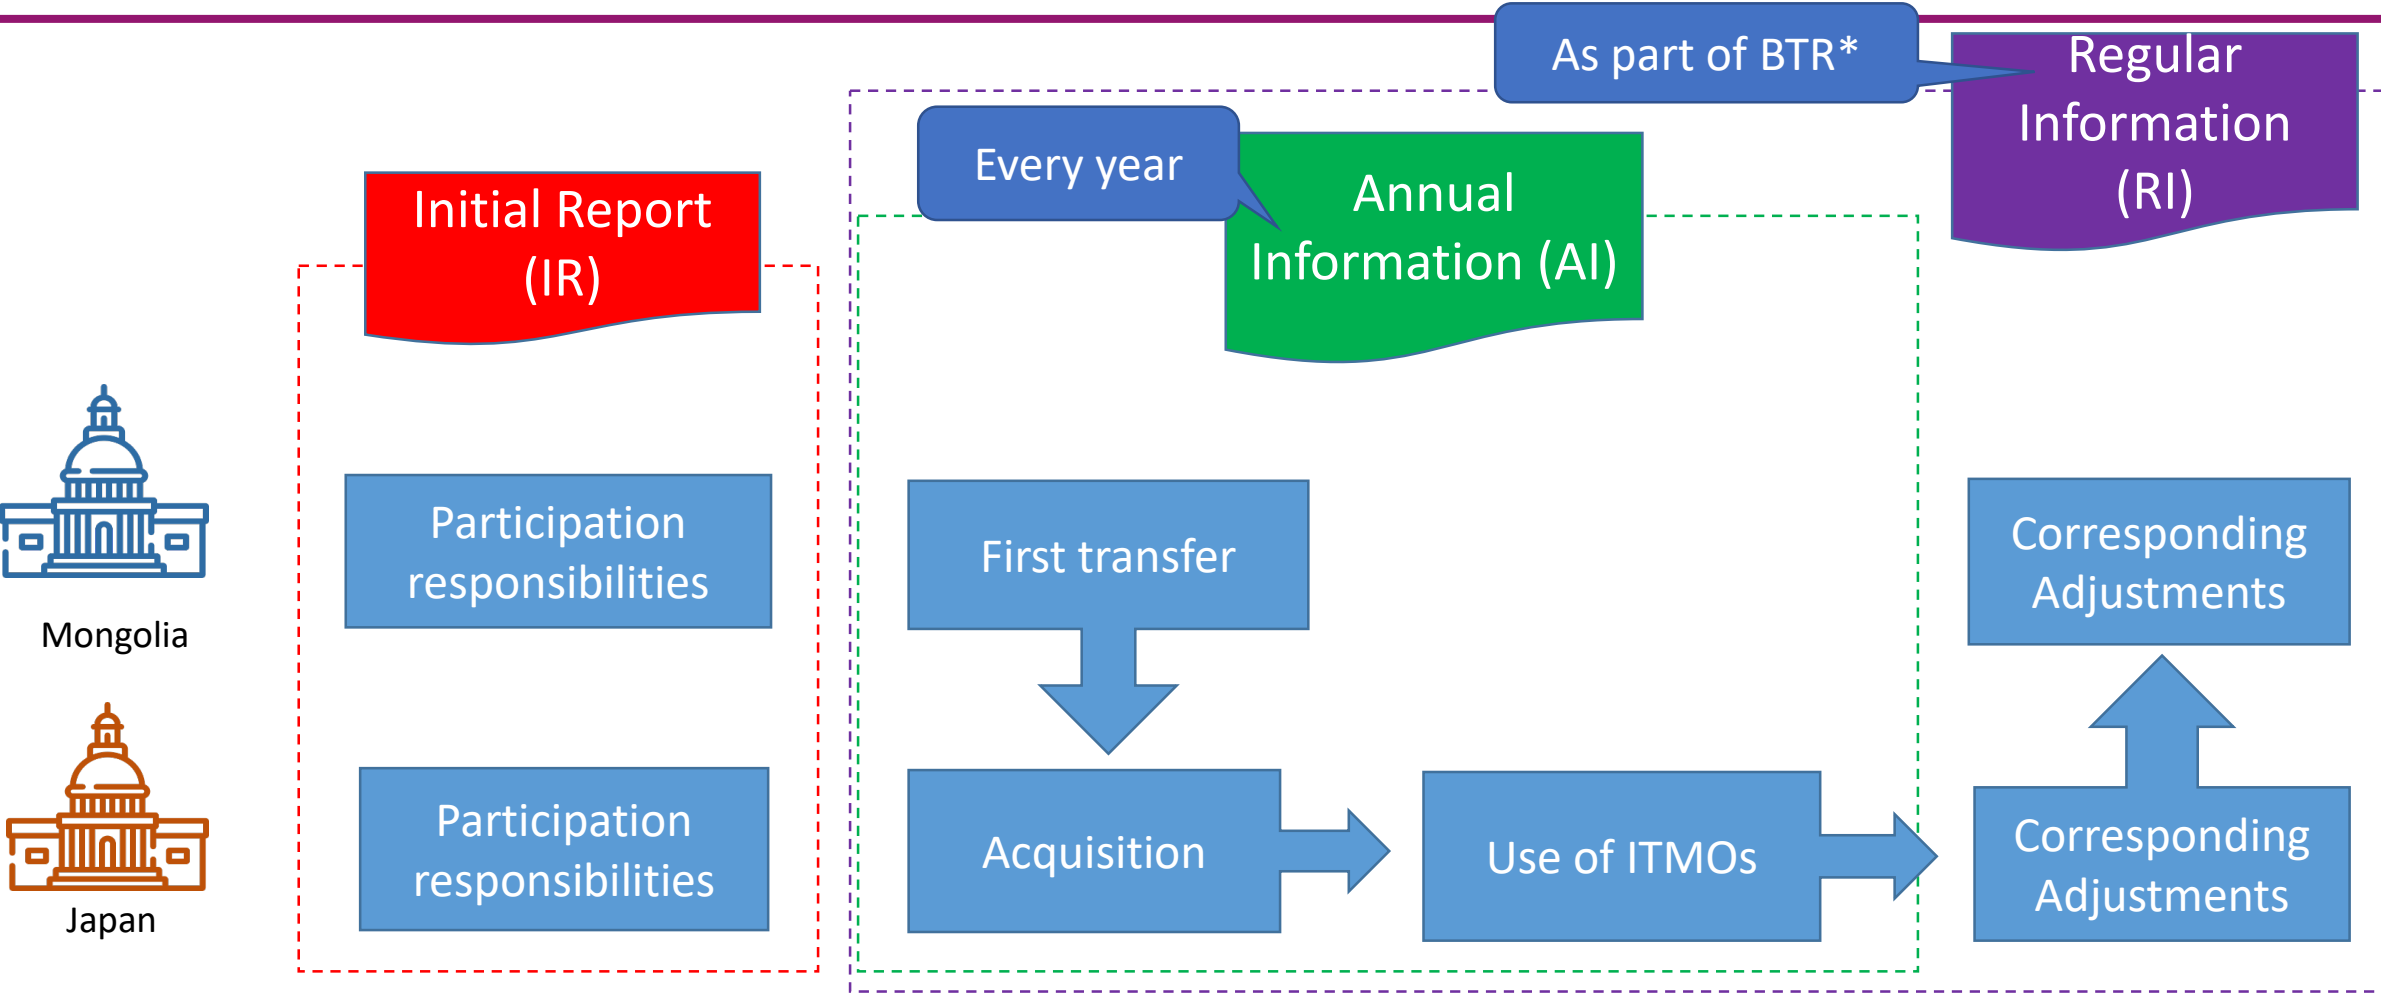 As part of BTR*
Regular
Information
(RI)
Every year
Annual
Information (AI)
Initial Report
(IR)
Mongolia
Participation
responsibilities
First transfer
Corresponding
Adjustments
Japan
Participation
responsibilities
Acquisition
Use of ITMOs
Corresponding
Adjustments